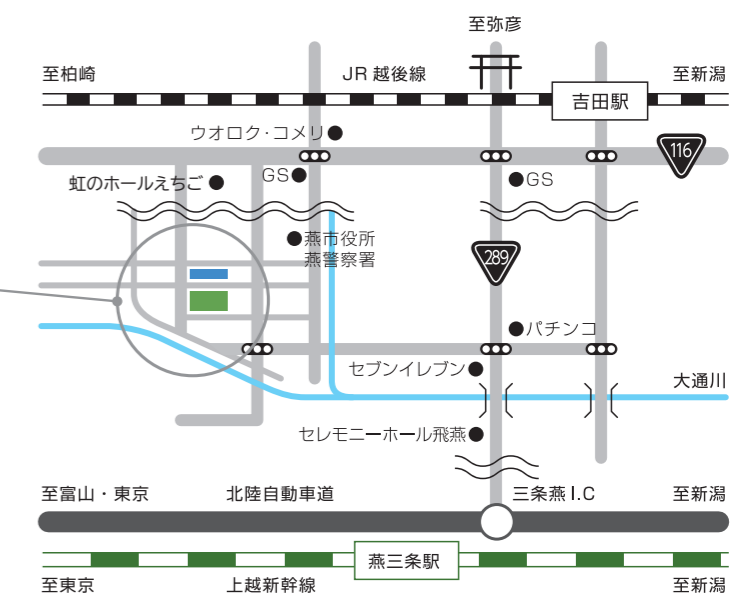 至弥彦
至柏崎
JR 越後線
至新潟
吉田駅
ウオロク・コメリ
116
虹のホールえちご
GS
GS
燕市役所
燕警察署
289
パチンコ
セブンイレブン
大通川
セレモニーホール飛燕
至富山・東京
北陸自動車道
三条燕I.C
至新潟
燕三条駅
至東京
上越新幹線
至新潟